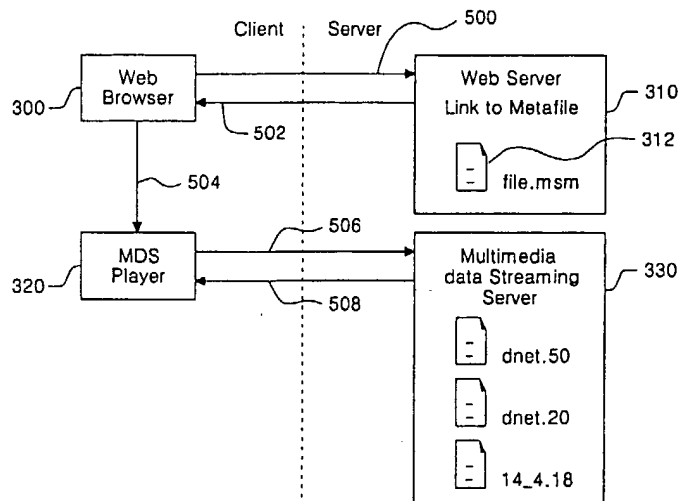 Client
Server
500
Web
Browser
300
502
Web Server
Link to Metafile
310
312
file.msm
504
MDS
Player
320
506
508
Multimedia
data Streaming
Server
330
dnet.50
dnet.20
14_4.18